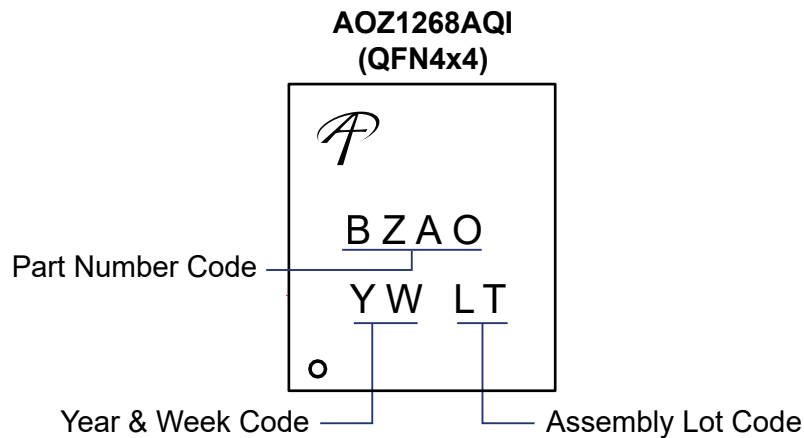 AOZ1268AQI
(QFN4x4)
BZAO
Part Number Code
YW LT
Year & Week Code
Assembly Lot Code